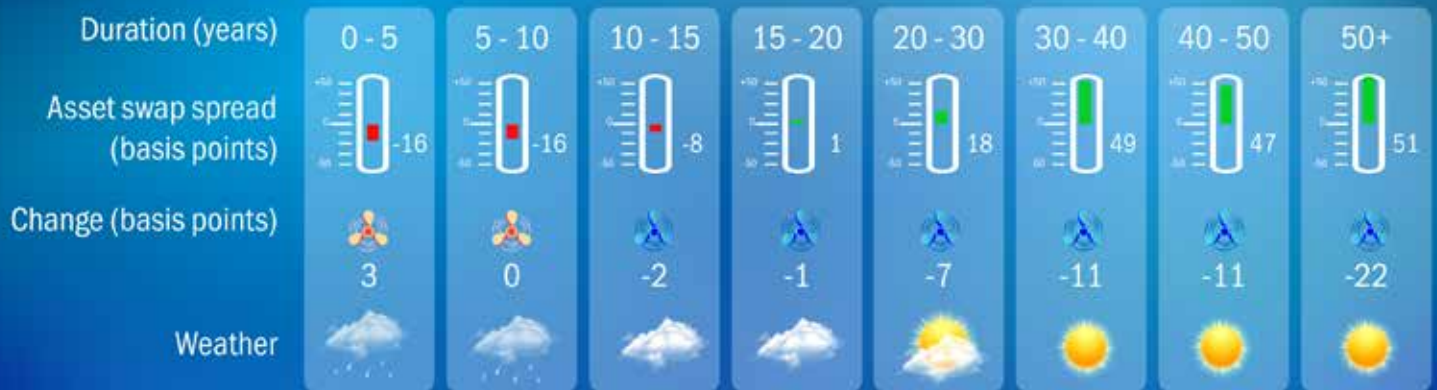 Duration (years) 0 - 5 5 - 10 10 - 15 15 - 20 20 - 30 30 - 40 40 - 50 50+
Asset swap spread
(basis points) -16 -16 -8 1 18 49 47 51
Change (basis points)
3 0 -2 -1 -7 -11 -11 -22
Weather